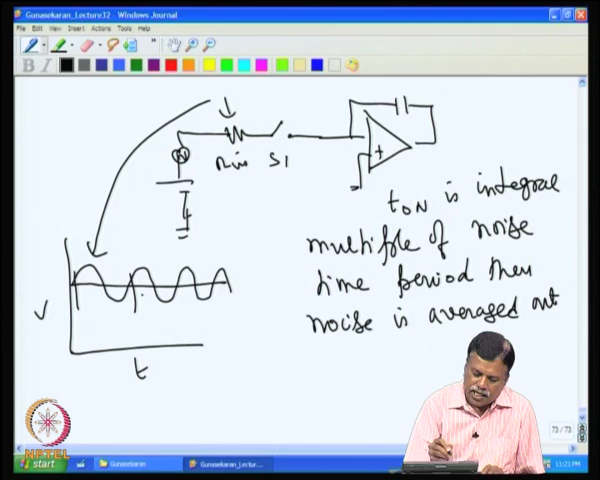 Gunasekaran_Lecture32 - Windows Journal
File Edit View Insert Actions Tools Help
B I
Rin S1
+
tON is integral
multiple of noise
time period then
noise is averaged out
V
t
73 / 73
NPTEL
start
Gunasekaran
Gunasekaran_Lectur...
11:21 PM